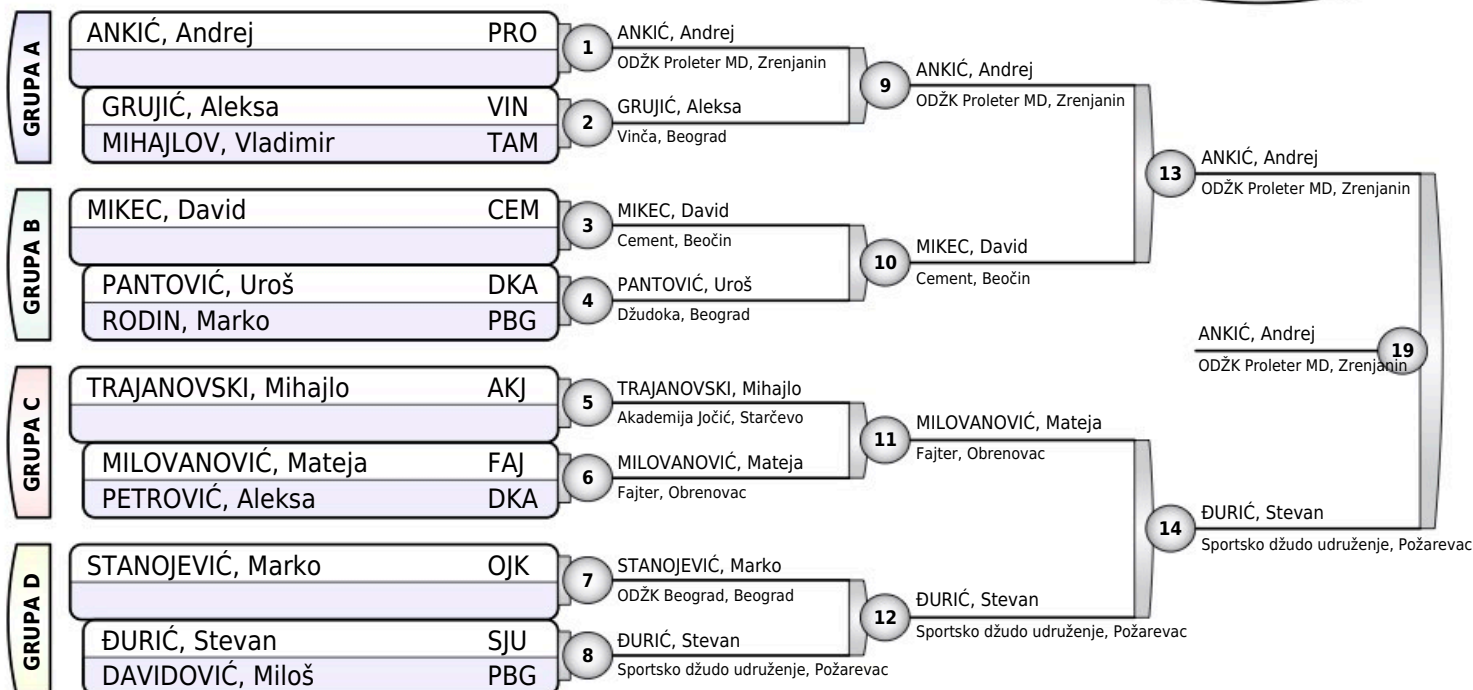 GRUPA A
ANKIĆ, Andrej PRO
GRUJIĆ, Aleksa VIN
MIHAJLOV, Vladimir TAM
GRUPA B
MIKEC, David CEM
PANTOVIĆ, Uroš DKA
RODIN, Marko PBG
GRUPA C
TRAJANOVSKI, Mihajlo AKJ
MILOVANOVIĆ, Mateja FAJ
PETROVIĆ, Aleksa DKA
GRUPA D
STANOJEVIĆ, Marko OJK
ĐURIĆ, Stevan SJU
DAVIDOVIĆ, Miloš PBG
1
ANKIĆ, Andrej
ODŽK Proleter MD, Zrenjanin
2
GRUJIĆ, Aleksa
Vinča, Beograd
3
MIKEC, David
Cement, Beočin
4
PANTOVIĆ, Uroš
Džudoka, Beograd
5
TRAJANOVSKI, Mihajlo
Akademija Jočić, Starčevo
6
MILOVANOVIĆ, Mateja
Fajter, Obrenovac
7
STANOJEVIĆ, Marko
ODŽK Beograd, Beograd
8
ĐURIĆ, Stevan
Sportsko džudo udruženje, Požarevac
9
ANKIĆ, Andrej
ODŽK Proleter MD, Zrenjanin
10
MIKEC, David
Cement, Beočin
11
MILOVANOVIĆ, Mateja
Fajter, Obrenovac
12
ĐURIĆ, Stevan
Sportsko džudo udruženje, Požarevac
13
ANKIĆ, Andrej
ODŽK Proleter MD, Zrenjanin
14
ĐURIĆ, Stevan
Sportsko džudo udruženje, Požarevac
ANKIĆ, Andrej
19
ODŽK Proleter MD, Zrenjanin